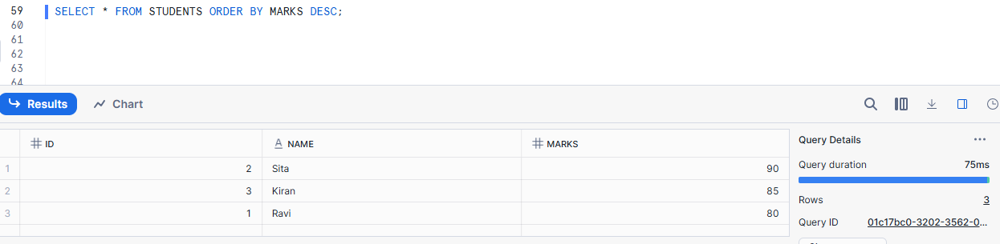 59 SELECT * FROM STUDENTS ORDER BY MARKS DESC;
60
61
62
63
64
Results Chart
ID NAME MARKS
1 2 Sita 90
2 3 Kiran 85
3 1 Ravi 80
Query Details ...
Query duration 75ms
Rows 3
Query ID 01c17bc0-3202-3562-0...